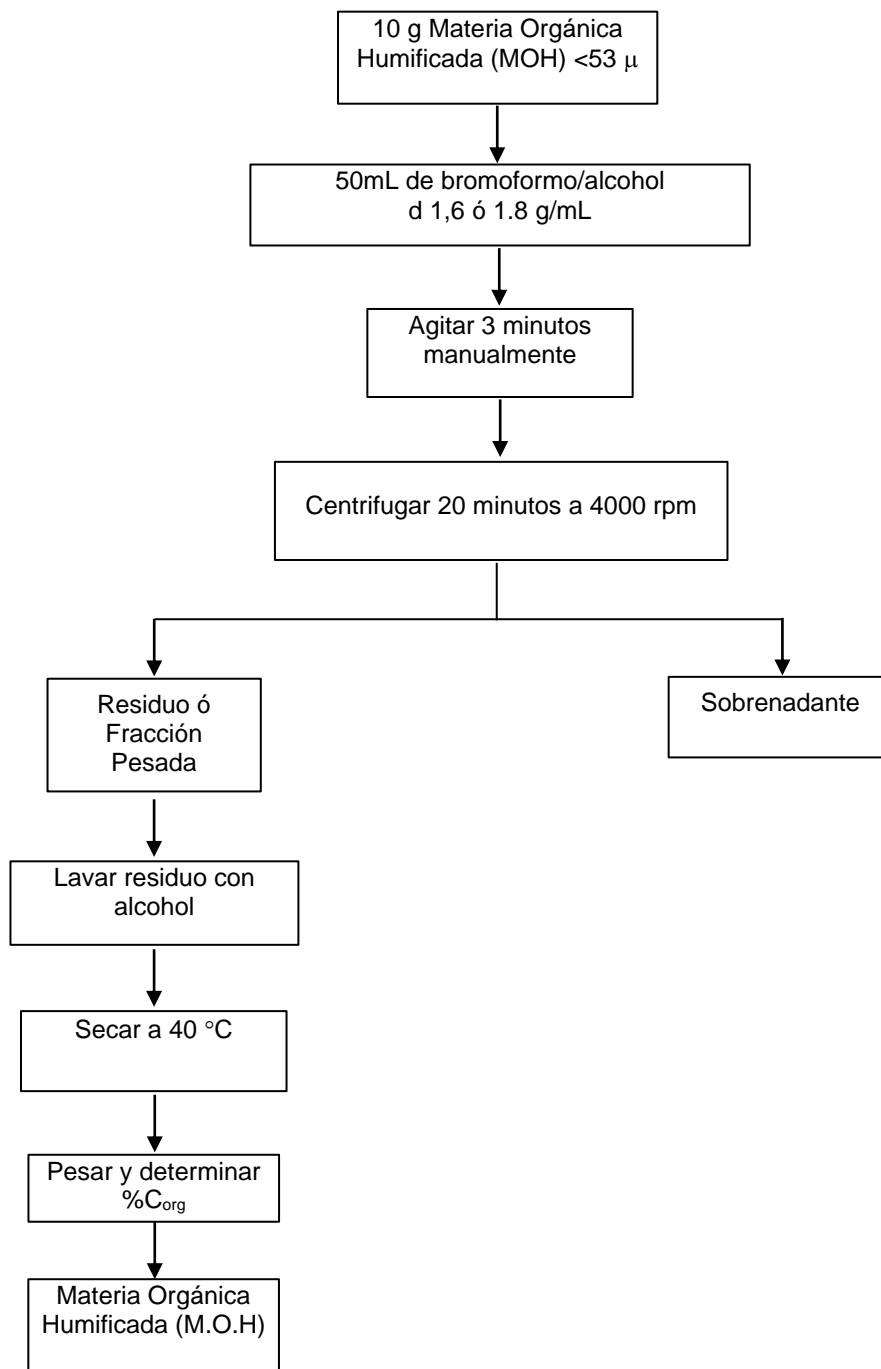 10 g Materia Orgánica
Humificada (MOH) <53 μ
50mL de bromoformo/alcohol
d 1,6 ó 1.8 g/mL
Agitar 3 minutos
manualmente
Centrifugar 20 minutos a 4000 rpm
Residuo ó
Fracción
Pesada
Sobrenadante
Lavar residuo con
alcohol
Secar a 40 °C
Pesar y determinar
%Corg
Materia Orgánica
Humificada (M.O.H)